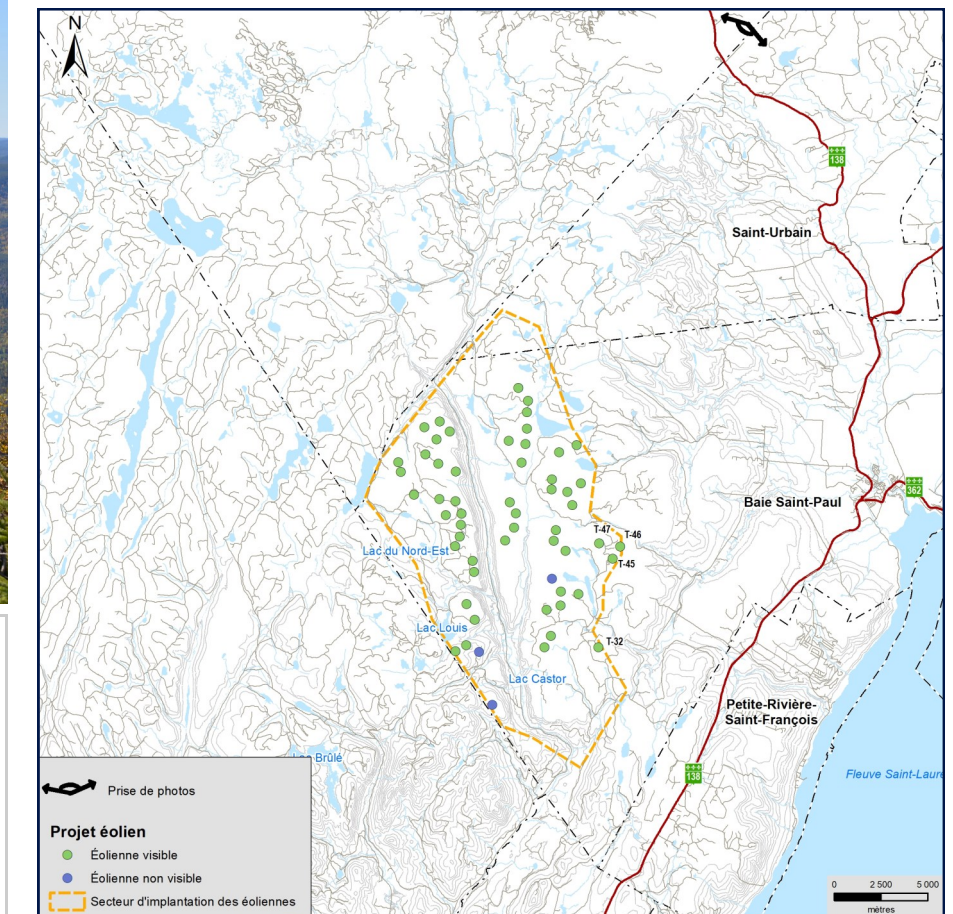 N
138
Saint-Urbain
Baie Saint-Paul
362
T-47
T-46
Lac du Nord-Est
T-45
Lac Louis
T-32
Lac Castor
Petite-Rivière-
Saint-François
138
Fleuve Saint-Laure
Brûlé
Prise de photos
Projet éolien
Éolienne visible
Éolienne non visible
Secteur d'implantation des éoliennes
0 2 500 5 000
mètres